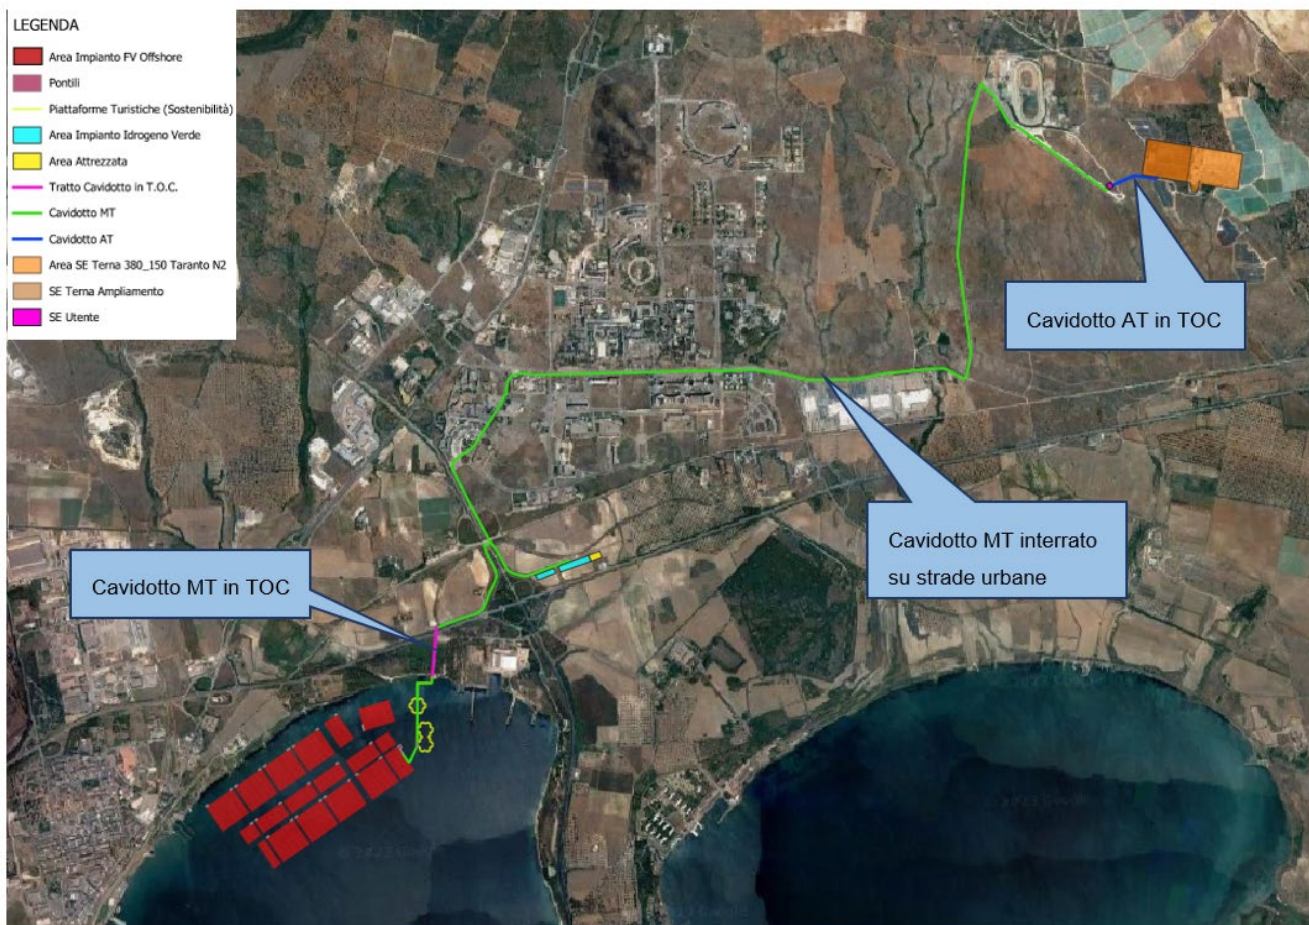 LEGENDA
Area Impianto FV Offshore
Pontili
Piattaforme Turistiche (Sostenibilità)
Area Impianto Idrogeno Verde
Area Attrezzata
Tratto Cavidotto in T.O.C.
Cavidotto MT
Cavidotto AT
Area SE Terna 380_150 Taranto N2
SE Terna Ampliamento
SE Utente
Cavidotto AT in TOC
Cavidotto MT interrato
su strade urbane
Cavidotto MT in TOC